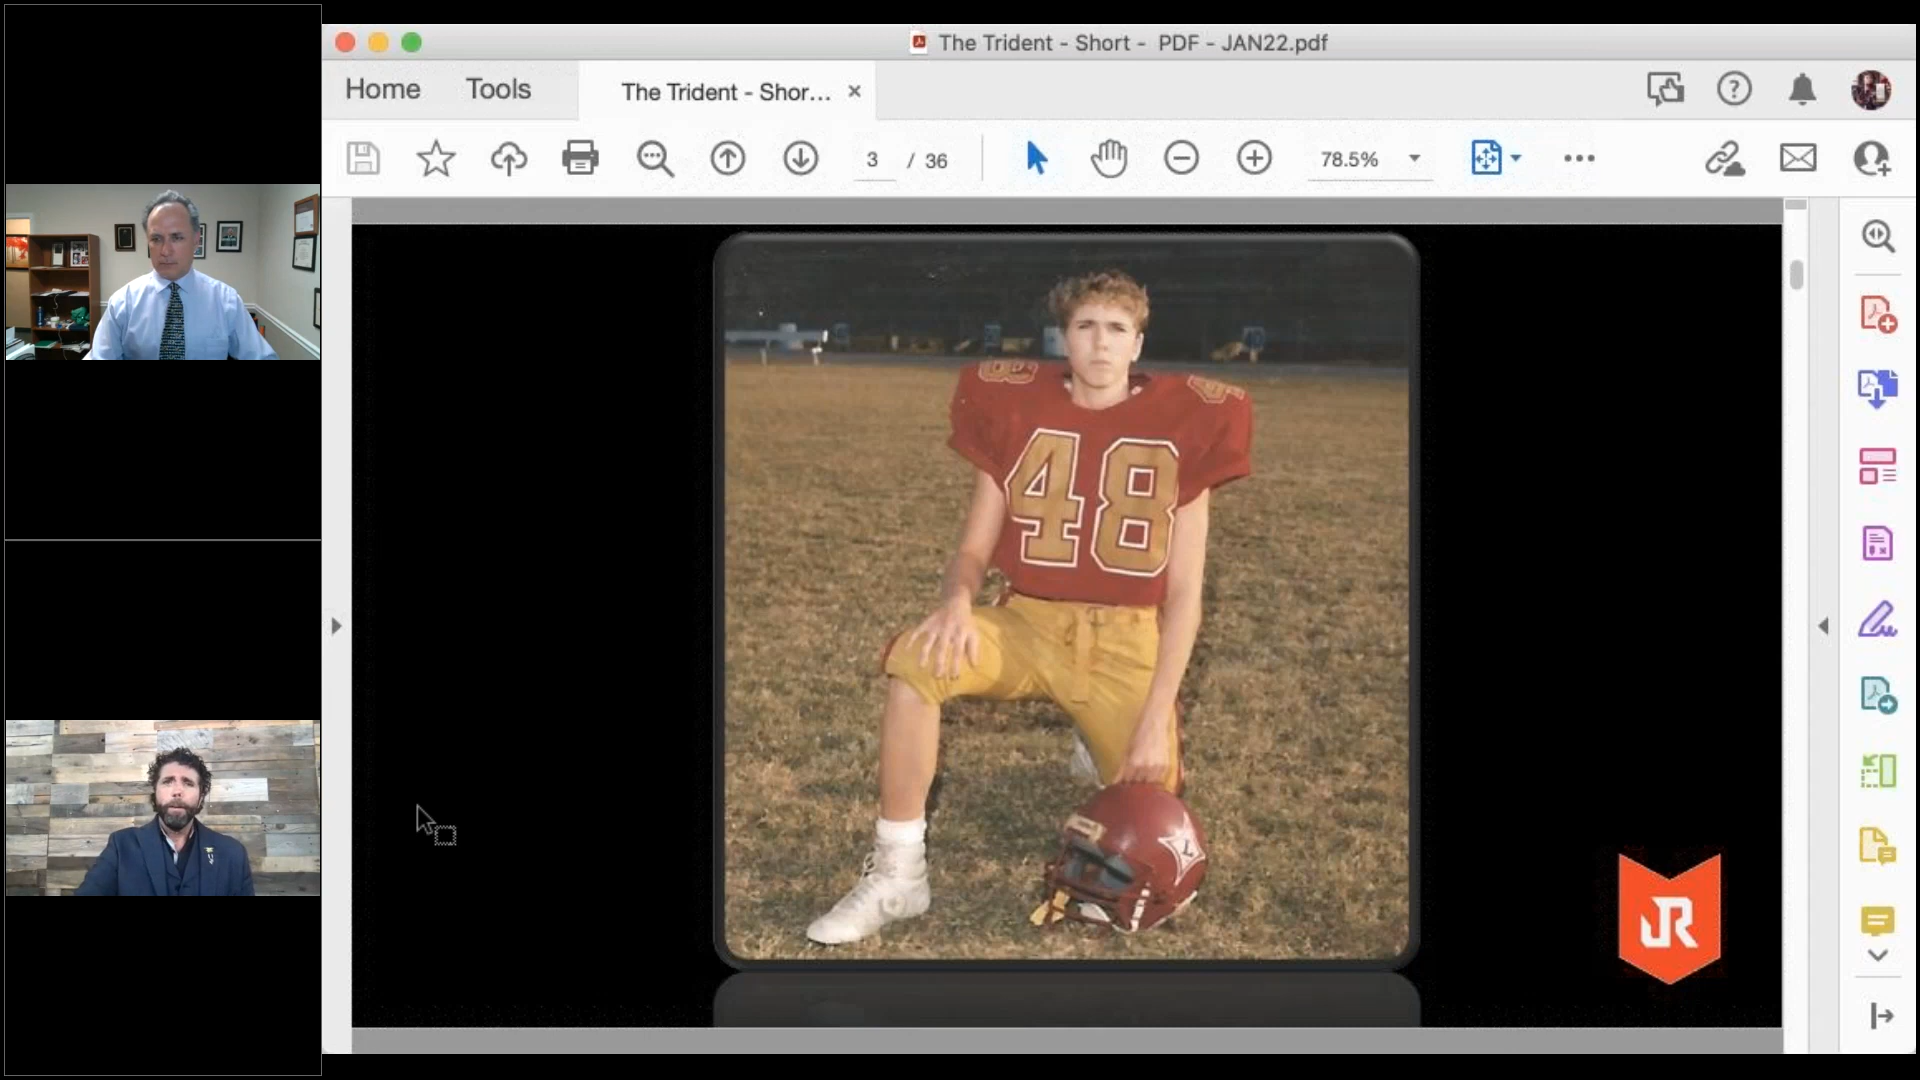 The Trident - Short - PDF - JAN22.pdf
Home
Tools
The Trident - Shor... ×
3 / 36
78.5%
48
L
JR